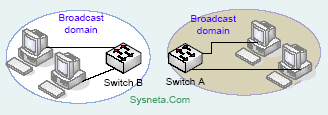 Broadcast
domain
Broadcast
domain
Switch B
Switch A
Sysneta.Com